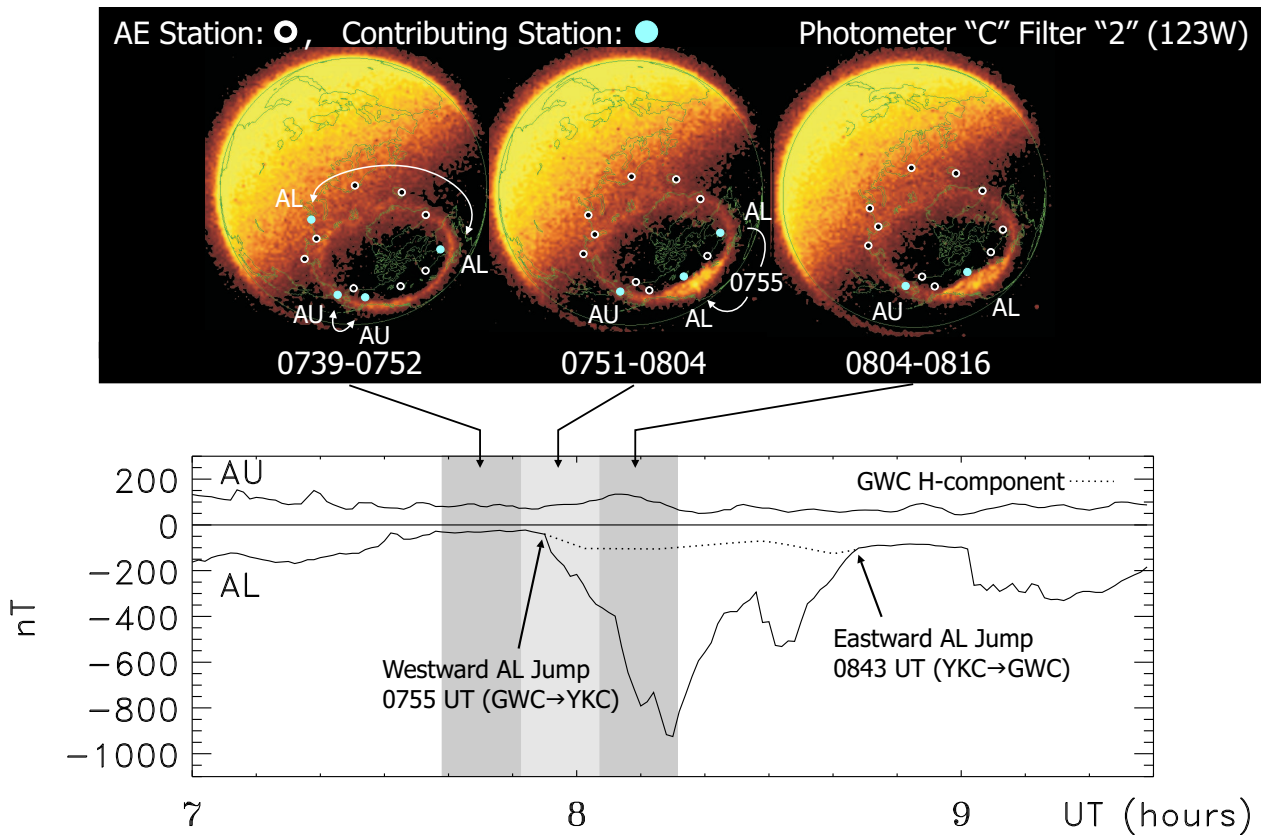 AE Station: , Contributing Station: Photometer “C” Filter “2” (123W)
AL
AL
AU
AU
AL
0755
AL
AU
AL
AU
0739-0752 0751-0804 0804-0816
AU
GWC H-component
200
0
−200
−400
−600
−800
−1000
nT
AL
Westward AL Jump
0755 UT (GWC→YKC)
Eastward AL Jump
0843 UT (YKC→GWC)
7 8 9 UT (hours)